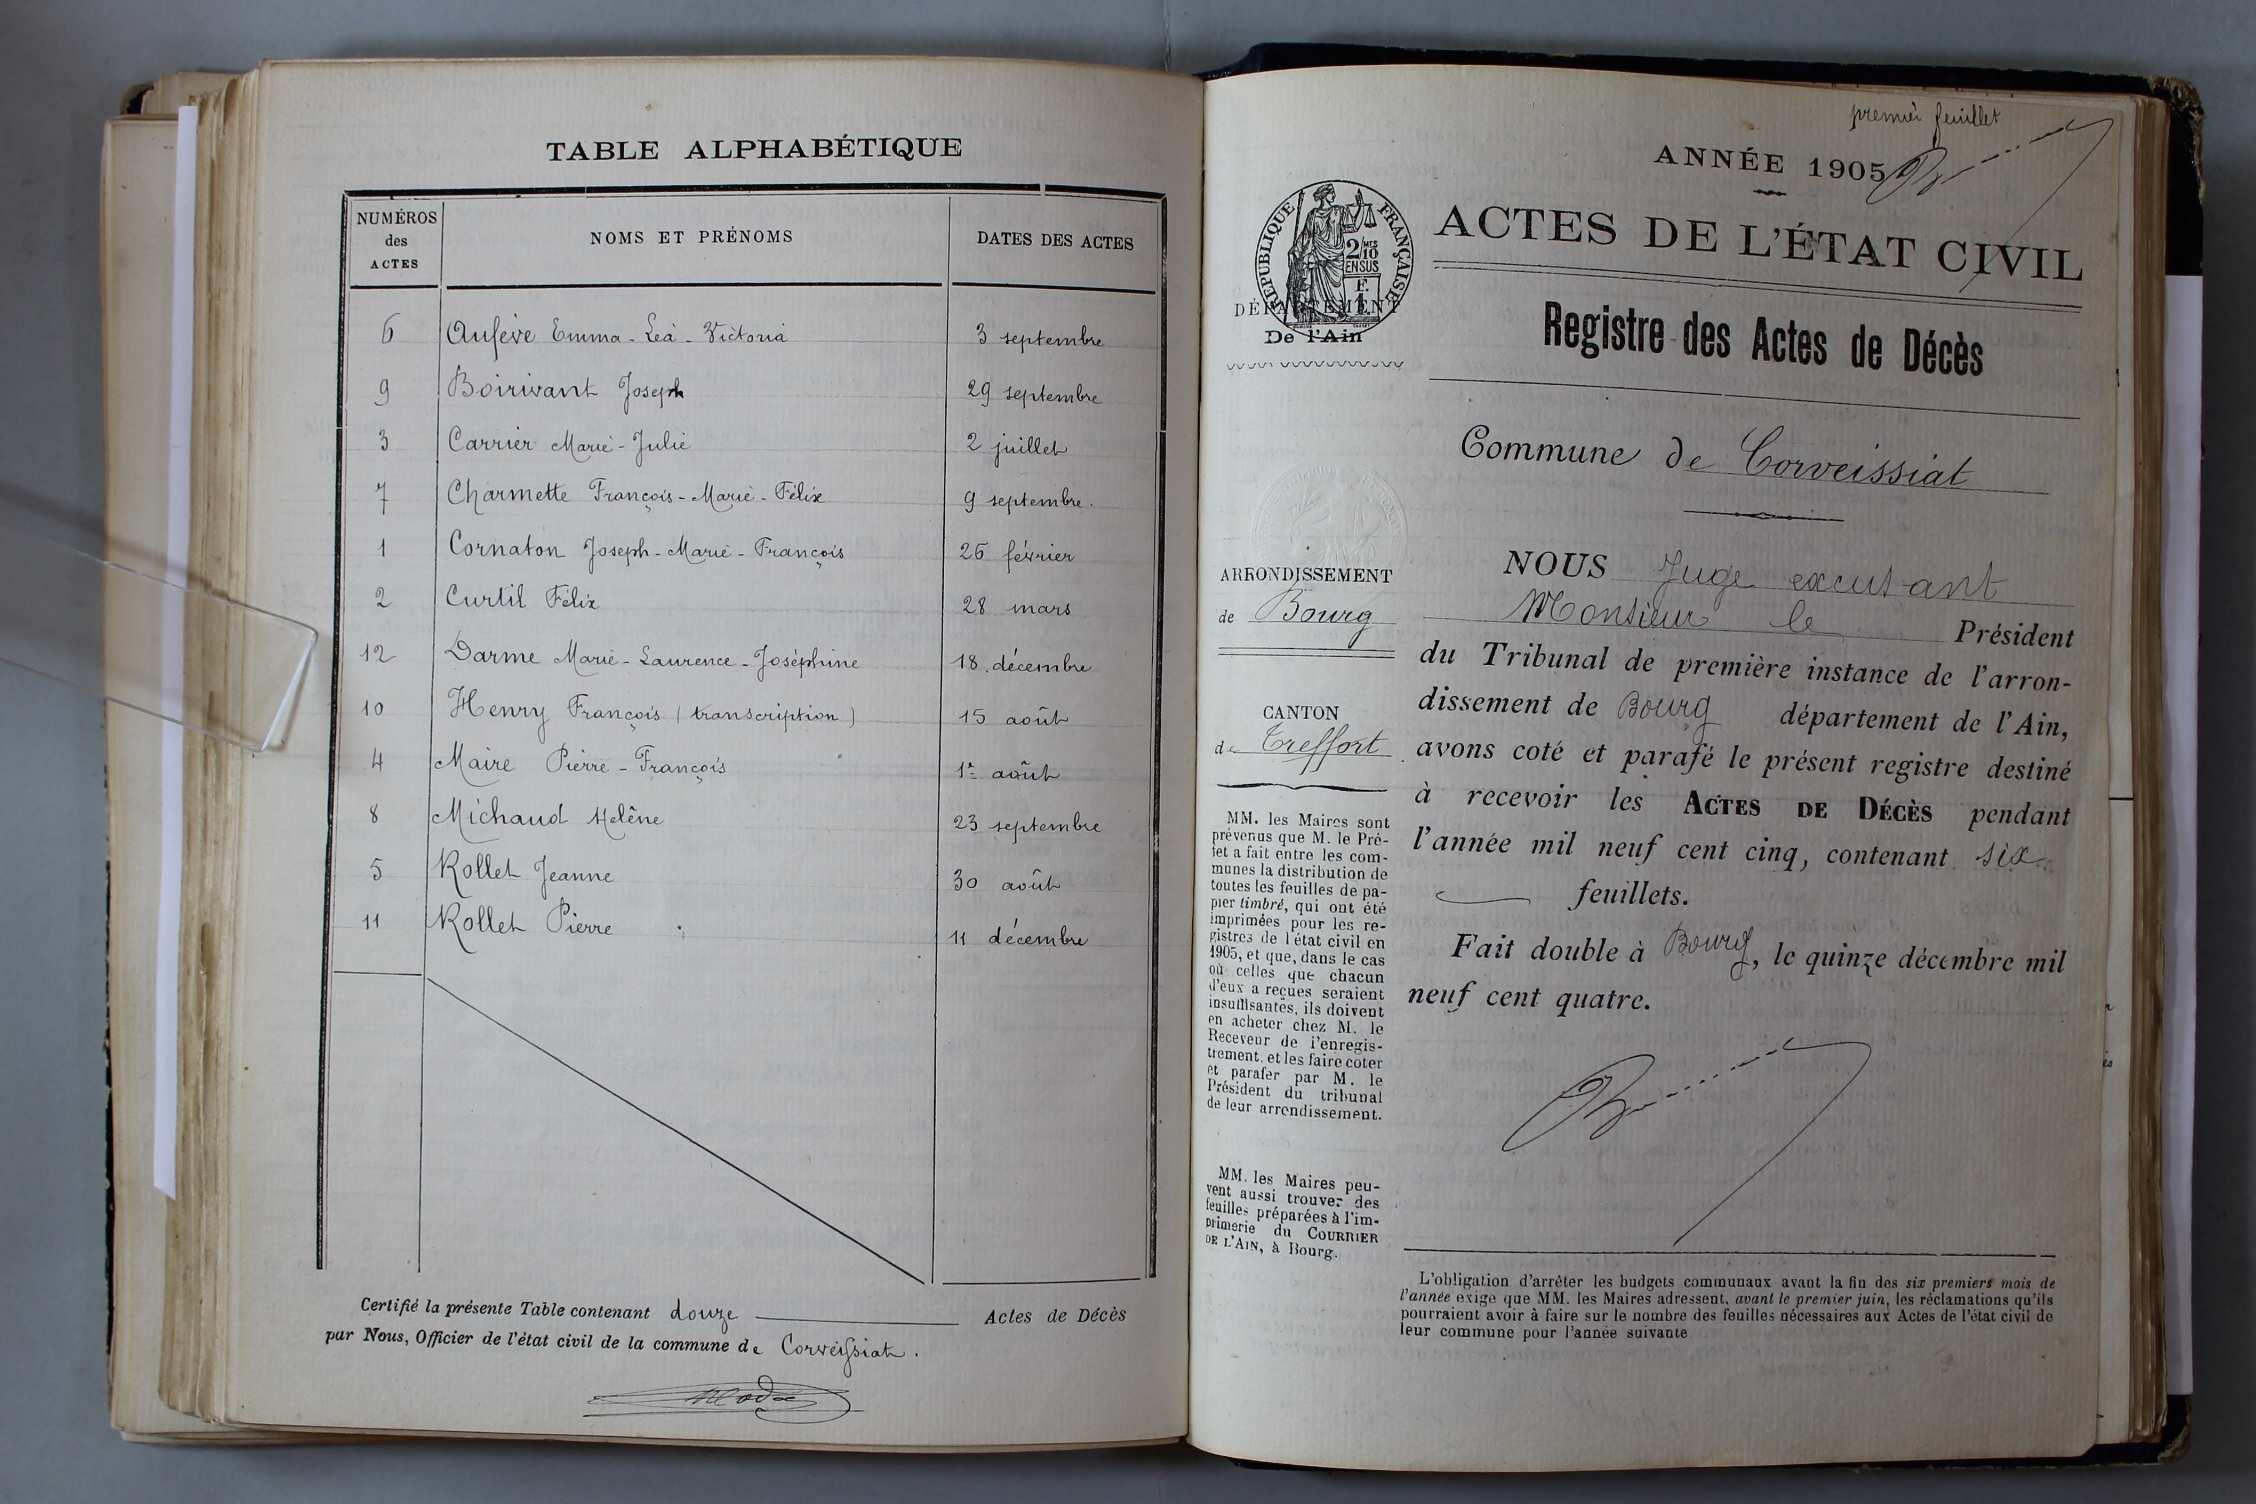 TABLE ALPHABÉTIQUE
NUMÉROS des ACTES
NOMS ET PRÉNOMS
DATES DES ACTES
6 Aufève Emma - Léa - Victoria 3 septembre
9 Boirivant Joseph 29 septembre
3 Carrier Marie - Julie 2 juillet
7 Charmette François - Marie - Félix 9 septembre.
1 Cornaton Joseph - Marie - François 26 février
2 Curtil Félix 28 mars
12 Darme Marie - Laurence - Joséphine 18 décembre
10 Henry François (transcription) 15 août
4 Maire Pierre - François 1er août
8 Michaud Helène 23 septembre
5 Rollet Jeanne 30 août
11 Rollet Pierre 11 décembre
Certifié la présente Table contenant douze Actes de Décès
par Nous, Officier de l'état civil de la commune de Corveissiat.
premier feuillet
ANNÉE 1905
ACTES DE L'ÉTAT CIVIL
RÉPUBLIQUE FRANÇAISE
2/10 MES
EN SUS
1 F.
DÉPARTEMENT
De l'Ain
Registre des Actes de Décès
Commune de Corveissiat
ARRONDISSEMENT
de Bourg
CANTON
de Treffort
MM. les Maires sont
prévenus que M. le Pré-
fet a fait entre les com-
munes la distribution de
toutes les feuilles de pa-
pier timbré, qui ont été
imprimées pour les re-
gistres de l'état civil en
1905, et que, dans le cas
où celles que chacun
d'eux a reçues seraient
insuffisantes, ils doivent
en acheter chez M. le
Receveur de l'enregis-
trement, et les faire coter
et parafer par M. le
Président du tribunal
de leur arrondissement.
MM. les Maires peu-
vent aussi trouver des
feuilles préparées à l'im-
primerie du COURRIER
DE L'AIN, à Bourg.
NOUS Juge excusant
Monsieur le Président
du Tribunal de première instance de l'arron-
dissement de Bourg département de l'Ain,
avons coté et parafé le présent registre destiné
à recevoir les ACTES DE DÉCÈS pendant
l'année mil neuf cent cinq, contenant six
feuillets.
Fait double à Bourg, le quinze décembre mil
neuf cent quatre.
L'obligation d'arrêter les budgets communaux avant la fin des six premiers mois de
l'année exige que MM. les Maires adressent, avant le premier juin, les réclamations qu'ils
pourraient avoir à faire sur le nombre des feuilles nécessaires aux Actes de l'état civil de
leur commune pour l'année suivante